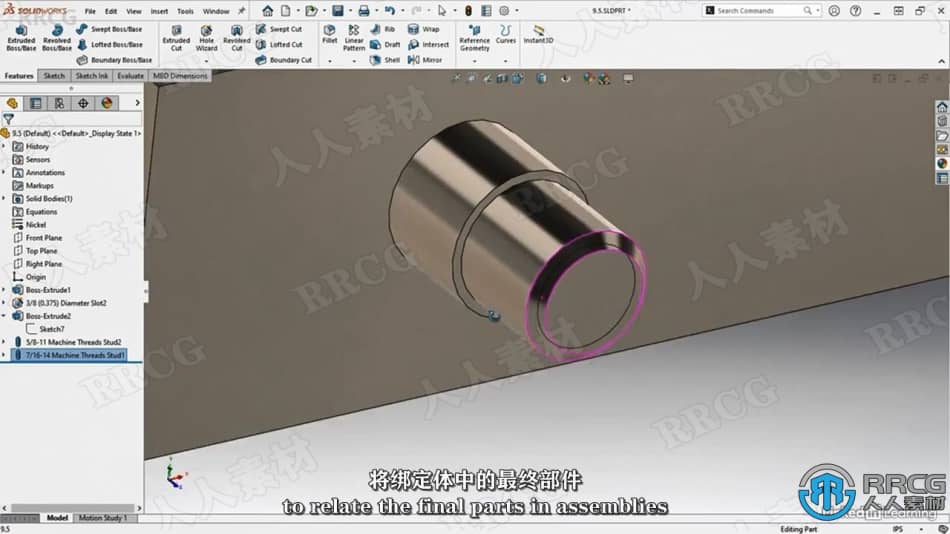 SOLIDWORKS File Edit View Insert Tools Window 9.5.SLDPRT * Search Commands
Extruded Boss/Base
Revolved Boss/Base
Swept Boss/Base
Lofted Boss/Base
Boundary Boss/Base
Extruded Cut
Hole Wizard
Revolved Cut
Swept Cut
Lofted Cut
Boundary Cut
Fillet
Linear Pattern
Rib
Draft
Shell
Wrap
Intersect
Mirror
Reference Geometry
Curves
Instant3D
Features Sketch Sketch Ink Evaluate MBD Dimensions
9.5 (Default) <<Default>_Display State 1>
History
Sensors
Annotations
Markups
Solid Bodies(1)
Equations
Nickel
Front Plane
Top Plane
Right Plane
Origin
Boss-Extrude1
3/8 (0.375) Diameter Slot2
Boss-Extrude2
Sketch7
5/8-11 Machine Threads Stud2
7/16-14 Machine Threads Stud1
将绑定体中的最终部件
to relate the final parts in assemblies
RRCG
人人素材
Model Motion Study 1
9.5 Editing Part IPS